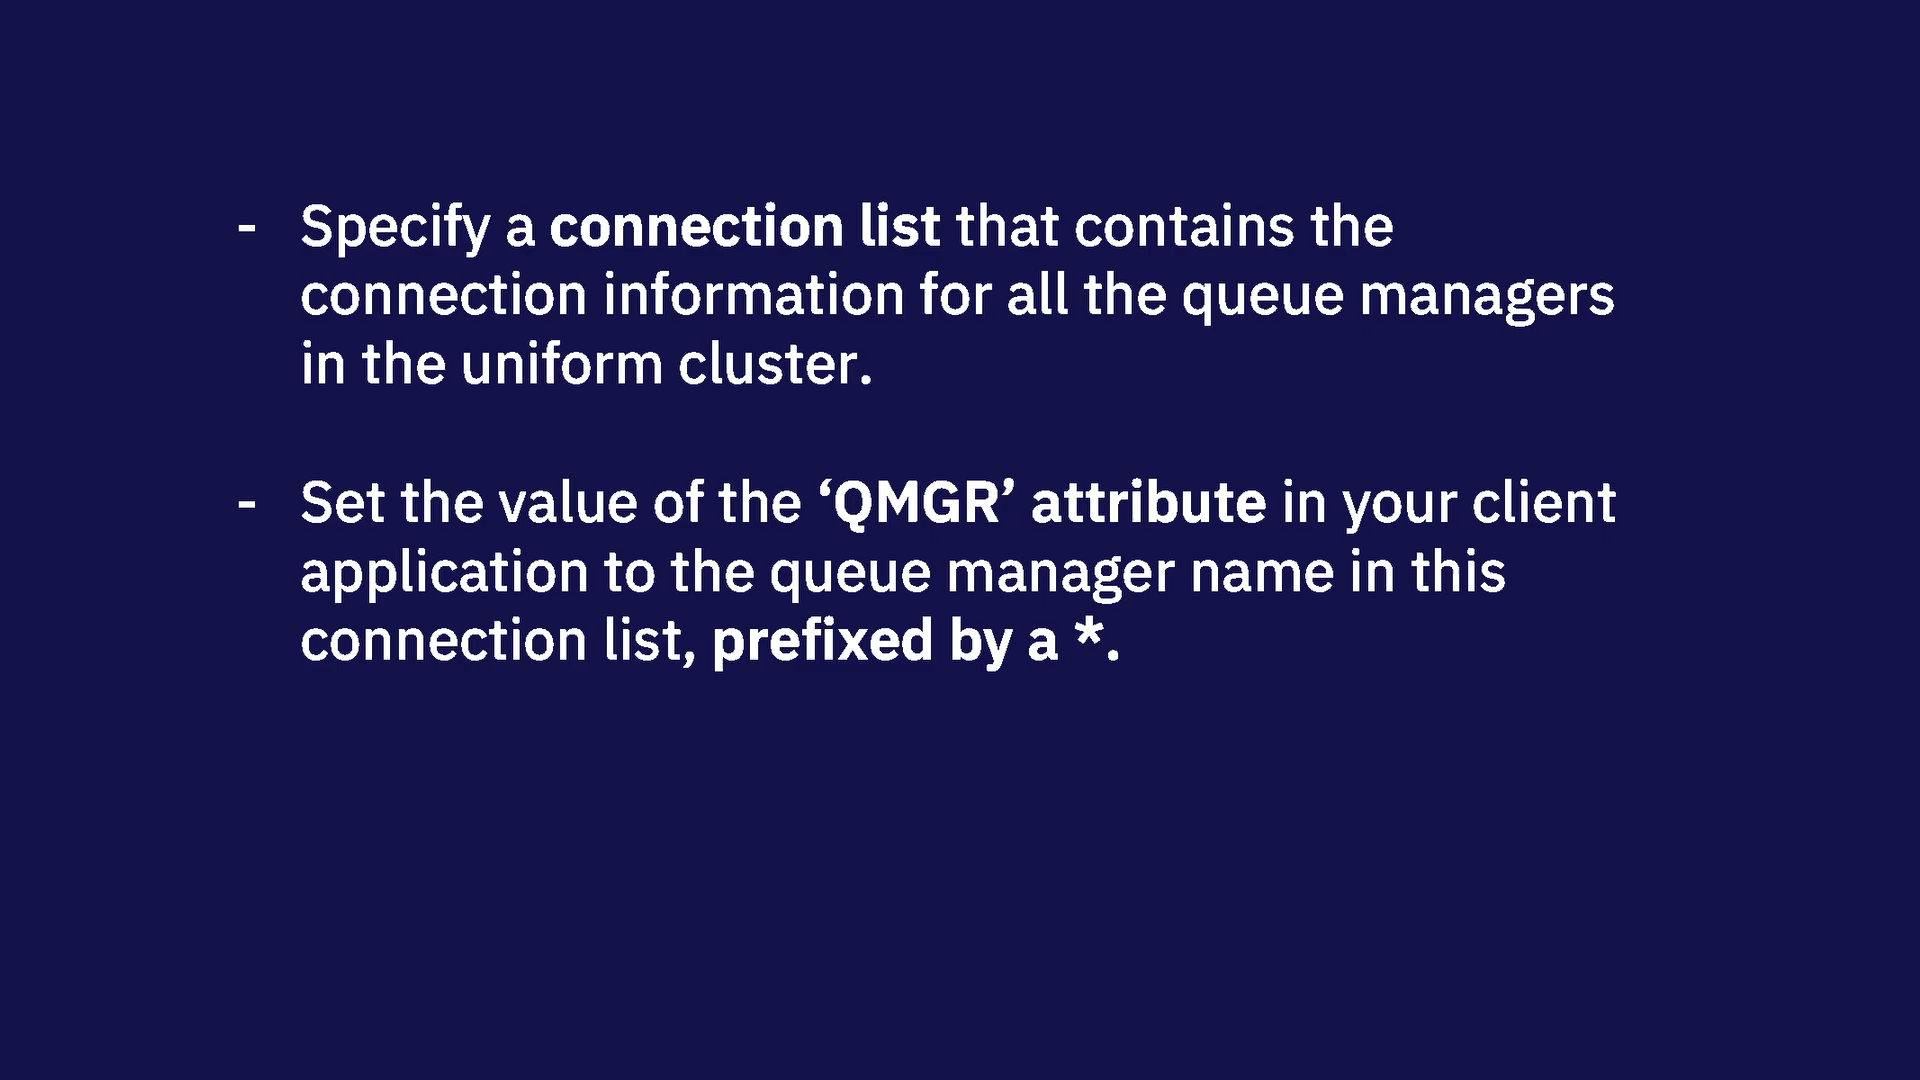 - Specify a connection list that contains the
connection information for all the queue managers
in the uniform cluster.
- Set the value of the ‘QMGR’ attribute in your client
application to the queue manager name in this
connection list, prefixed by a *.